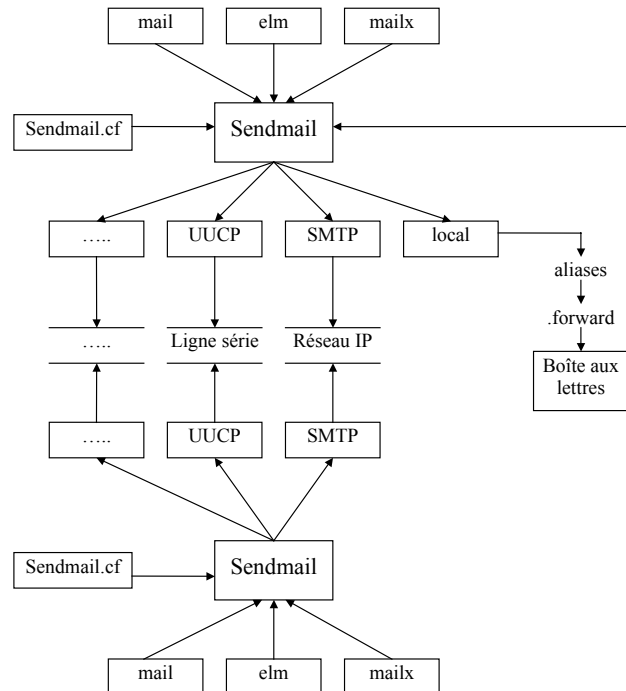 mail elm mailx
Sendmail.cf Sendmail
….. UUCP SMTP local
aliases
.forward
….. Ligne série Réseau IP
Boîte aux
lettres
….. UUCP SMTP
Sendmail.cf Sendmail
mail elm mailx